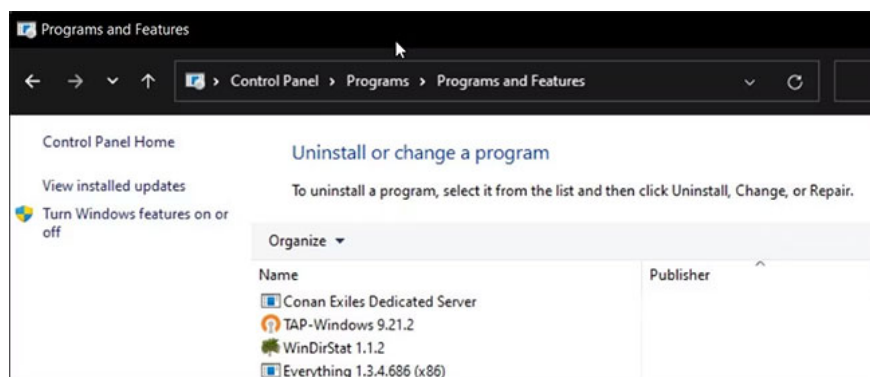 Programs and Features
Control Panel > Programs > Programs and Features
Control Panel Home
View installed updates
Turn Windows features on or
off
Uninstall or change a program
To uninstall a program, select it from the list and then click Uninstall, Change, or Repair.
Organize
Name Publisher
Conan Exiles Dedicated Server
TAP-Windows 9.21.2
WinDirStat 1.1.2
Everything 1.3.4.686 (x86)